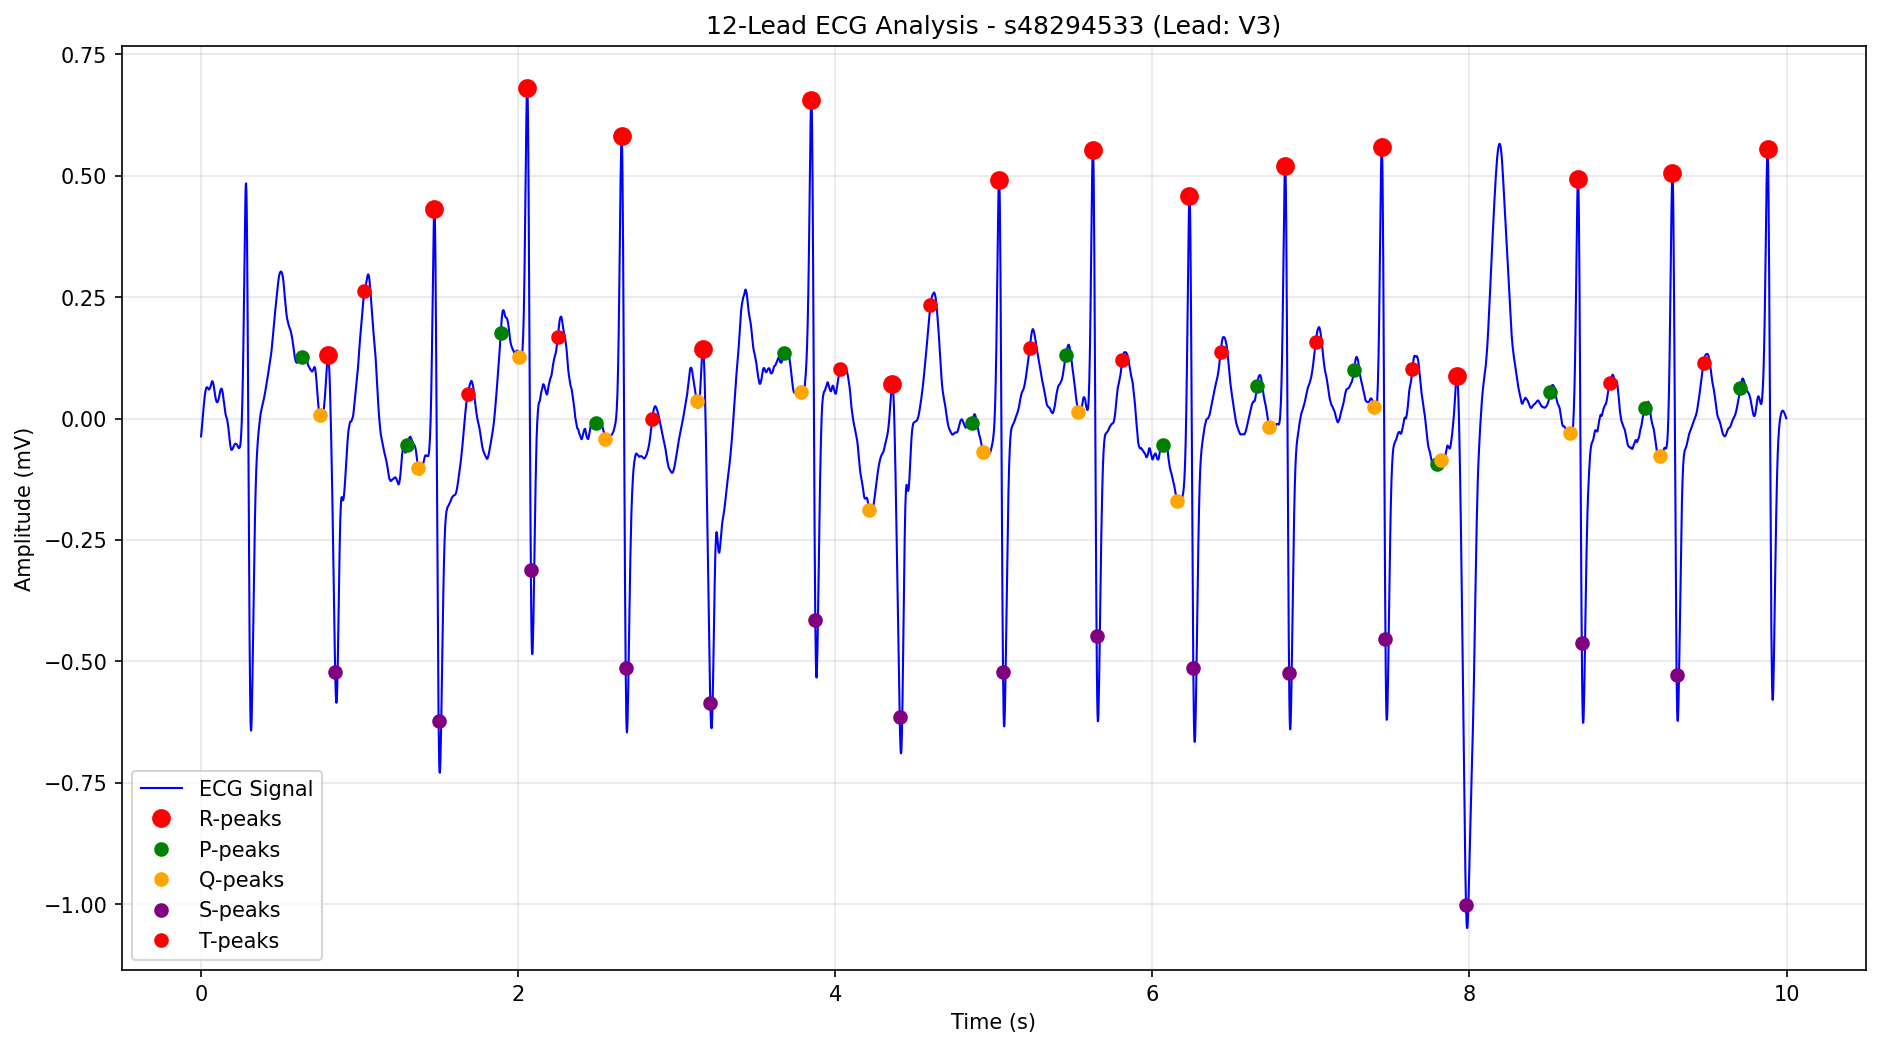 12-Lead ECG Analysis - s48294533 (Lead: V3)
0.75
0.50
0.25
0.00
−0.25
−0.50
−0.75
−1.00
Amplitude (mV)
ECG Signal
R-peaks
P-peaks
Q-peaks
S-peaks
T-peaks
0 2 4 6 8 10
Time (s)